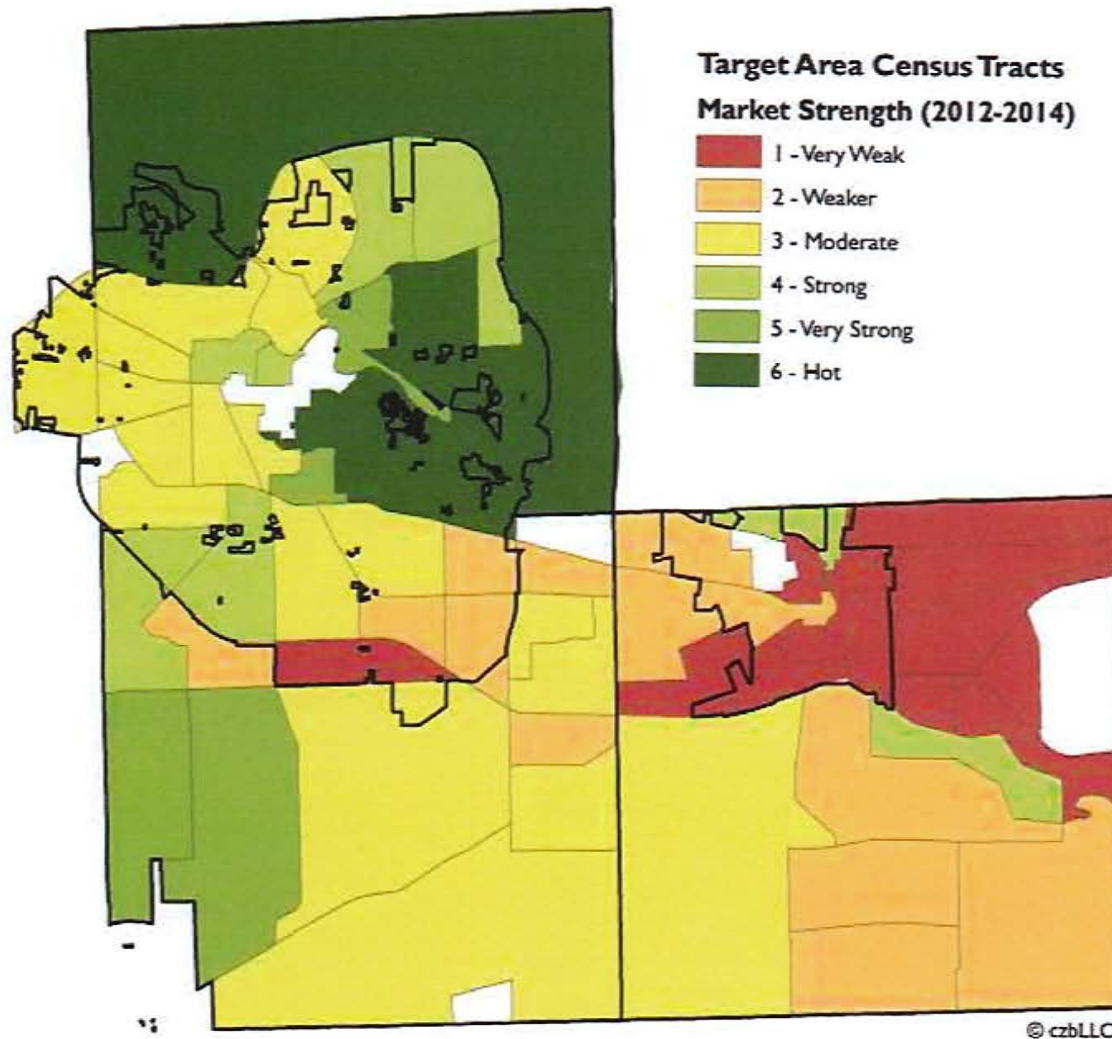 Target Area Census Tracts
Market Strength (2012-2014)
1 - Very Weak
2 - Weaker
3 - Moderate
4 - Strong
5 - Very Strong
6 - Hot
© czbLLC